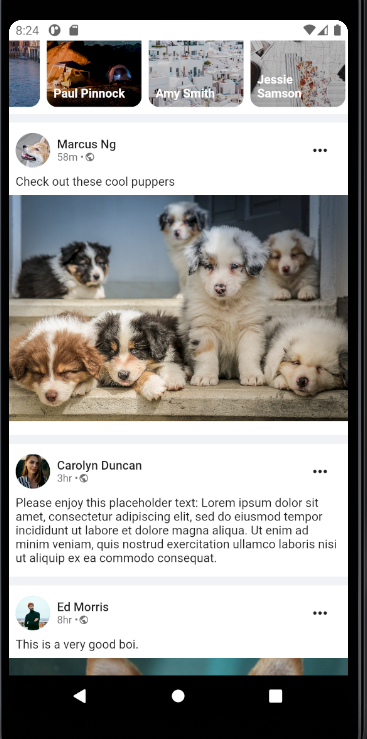 8:24
Paul Pinnock
Amy Smith
Jessie
Samson
Marcus Ng
58m •
Check out these cool puppers
Carolyn Duncan
3hr •
Please enjoy this placeholder text: Lorem ipsum dolor sit
amet, consectetur adipiscing elit, sed do eiusmod tempor
incididunt ut labore et dolore magna aliqua. Ut enim ad
minim veniam, quis nostrud exercitation ullamco laboris nisi
ut aliquip ex ea commodo consequat.
Ed Morris
8hr •
This is a very good boi.